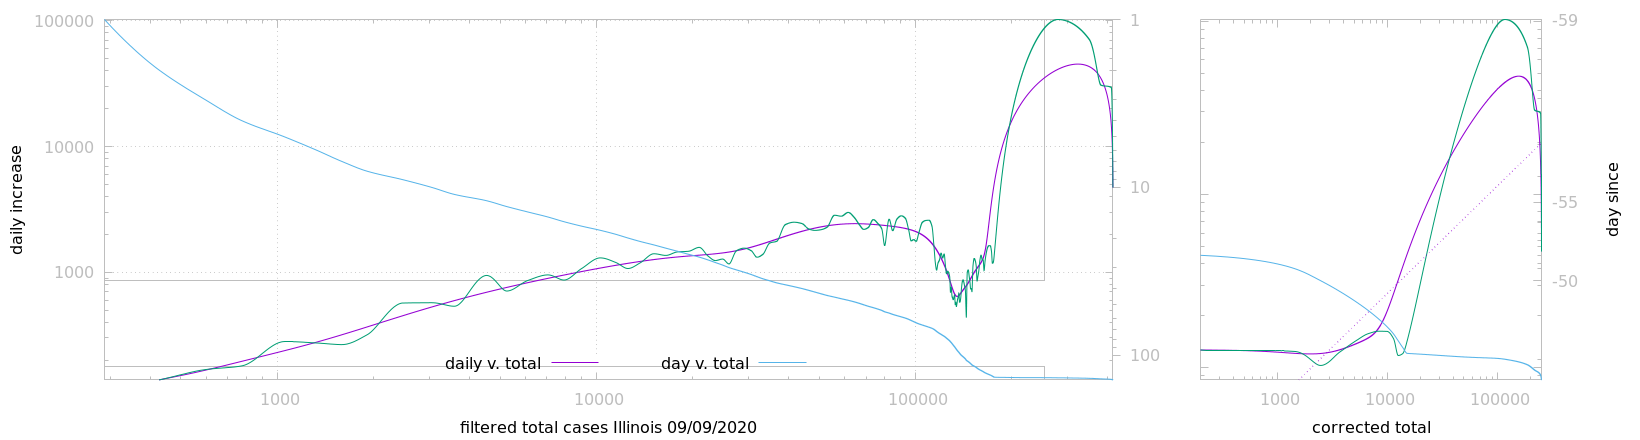 100000
10000
1000
daily increase
1
10
100
daily v. total
day v. total
1000
10000
100000
filtered total cases Illinois 09/09/2020
-59
-55
-50
day since
1000
10000
100000
corrected total